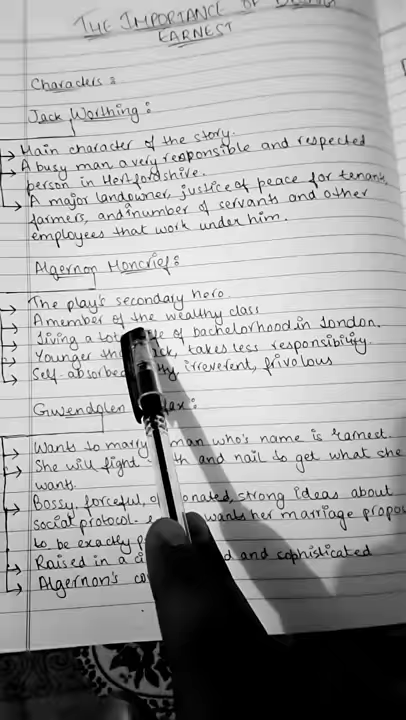 THE IMPORTANCE OF BEING
EARNEST
Characters :
Jack Worthing :
→ Main character of the story.
→ A busy man a very responsible and respected
person in Hertfordshire.
→ A major landowner, justice of peace for tenants,
farmers, and a number of servants and other
employees that work under him.
Algernon Moncrief :
→ The play's secondary hero.
→ A member of the wealthy class
→ Living a of bachelorhood in London.
→ Younger takes less responsibility.
→ Self-absorbed irreverent, frivolous
Gwendolen :
→ Wants to marry man who's name is Earnest.
→ She will fight and nail to get what she
wants.
→ Bossy, forceful, strong ideas about
social protocol- wants her marriage
to be exactly
→ Raised in a and sophisticated
→ Algernon's